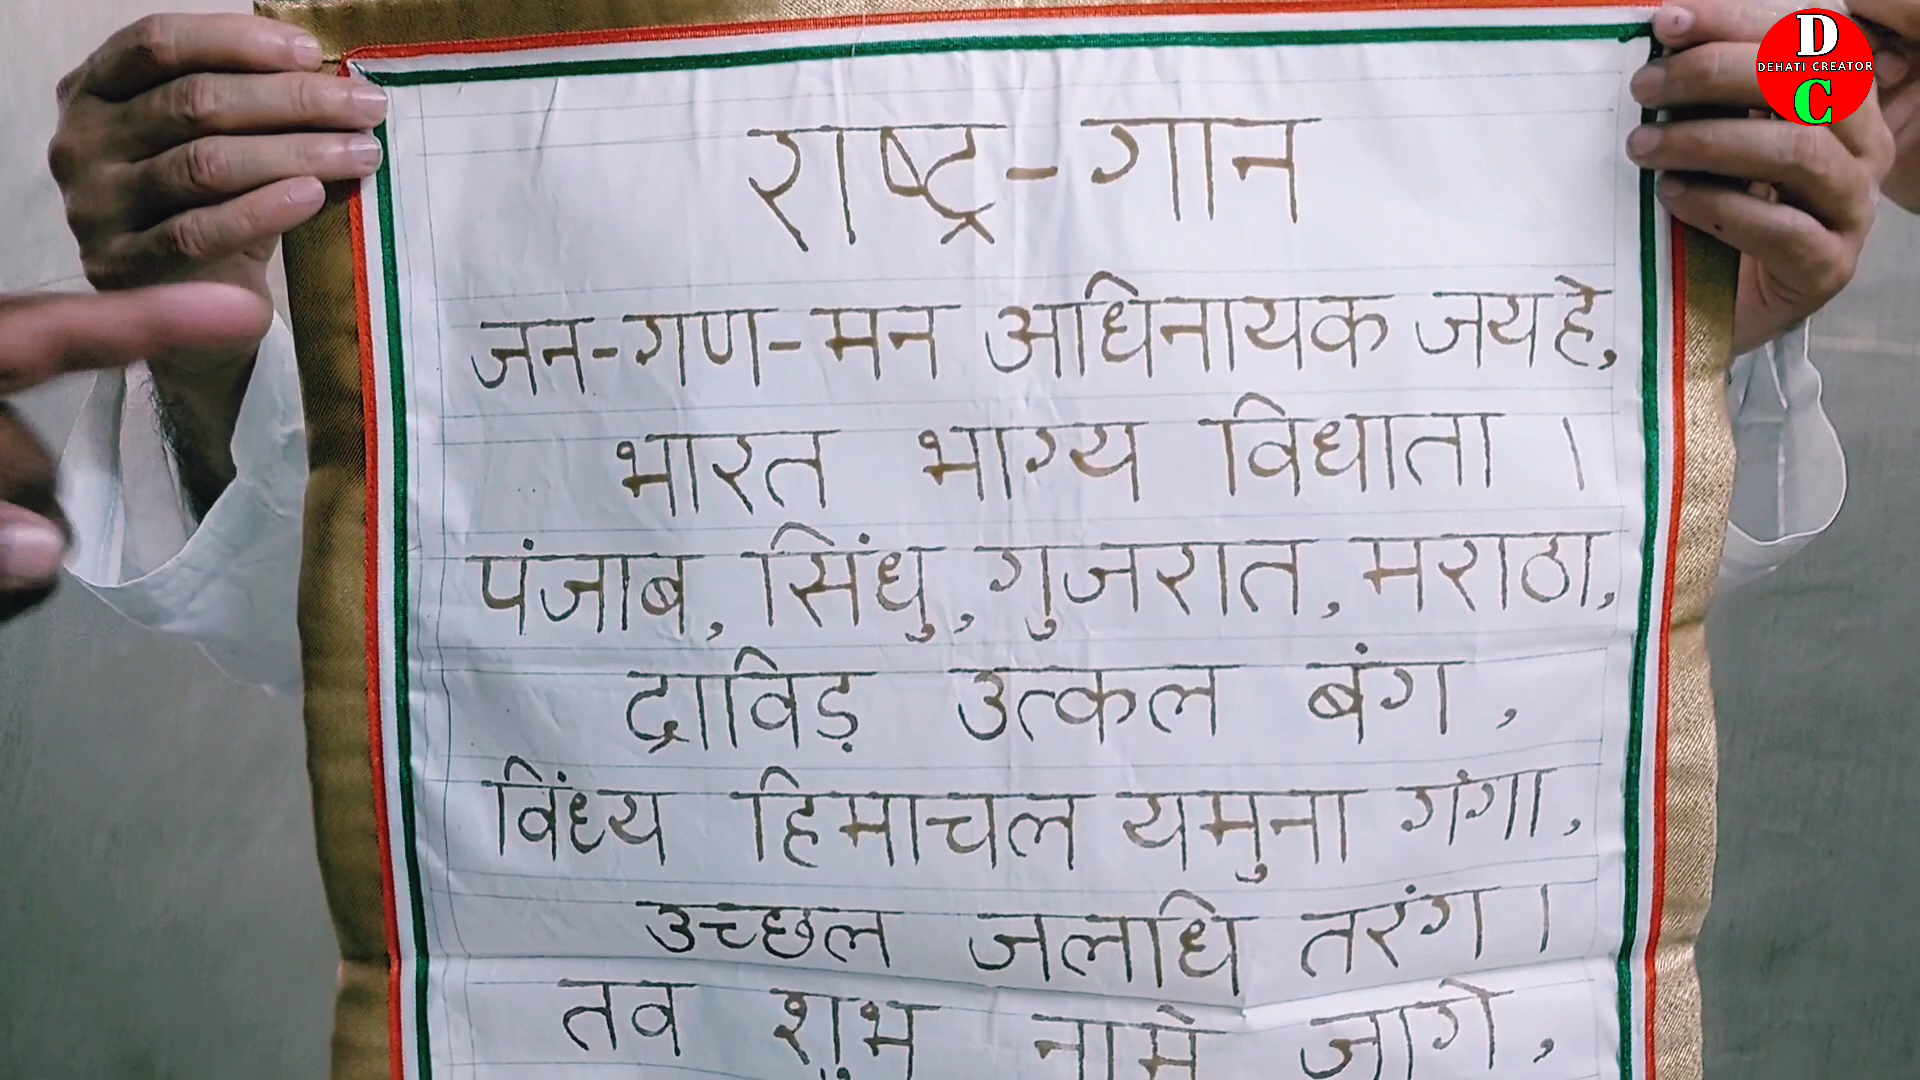 D
DEHATI CREATOR
C
राष्ट्र-गान
जन-गण-मन अधिनायक जय हे,
भारत भाग्य विधाता ।
पंजाब, सिंधु, गुजरात, मराठा,
द्राविड़ उत्कल बंग,
विंध्य हिमाचल यमुना गंगा,
उच्छल जलधि तरंग ।
तव शुभ नामे जागे,